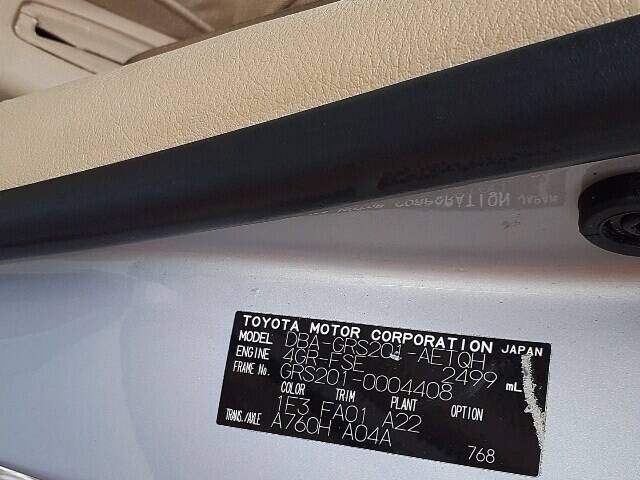 TOYOTA MOTOR CORPORATION JAPAN
MODEL DBA-GRS201-AETQH
ENGINE 4GR-FSE 2499 mL
FRAME No. GRS201-0004408
COLOR TRIM PLANT OPTION
1E3 FA01 A22
TRANS./AXLE A760H A04A
768